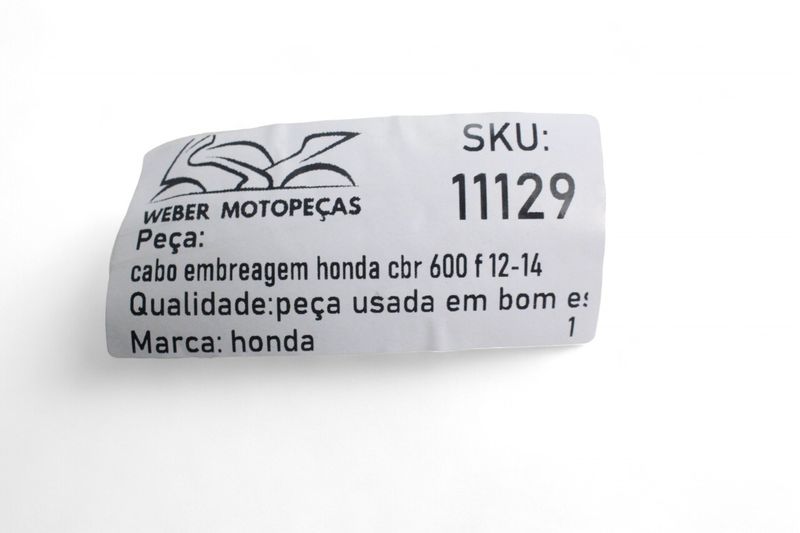 WEBER MOTOPEÇAS
SKU:
11129
Peça:
cabo embreagem honda cbr 600 f 12-14
Qualidade:peça usada em bom es
1
Marca: honda